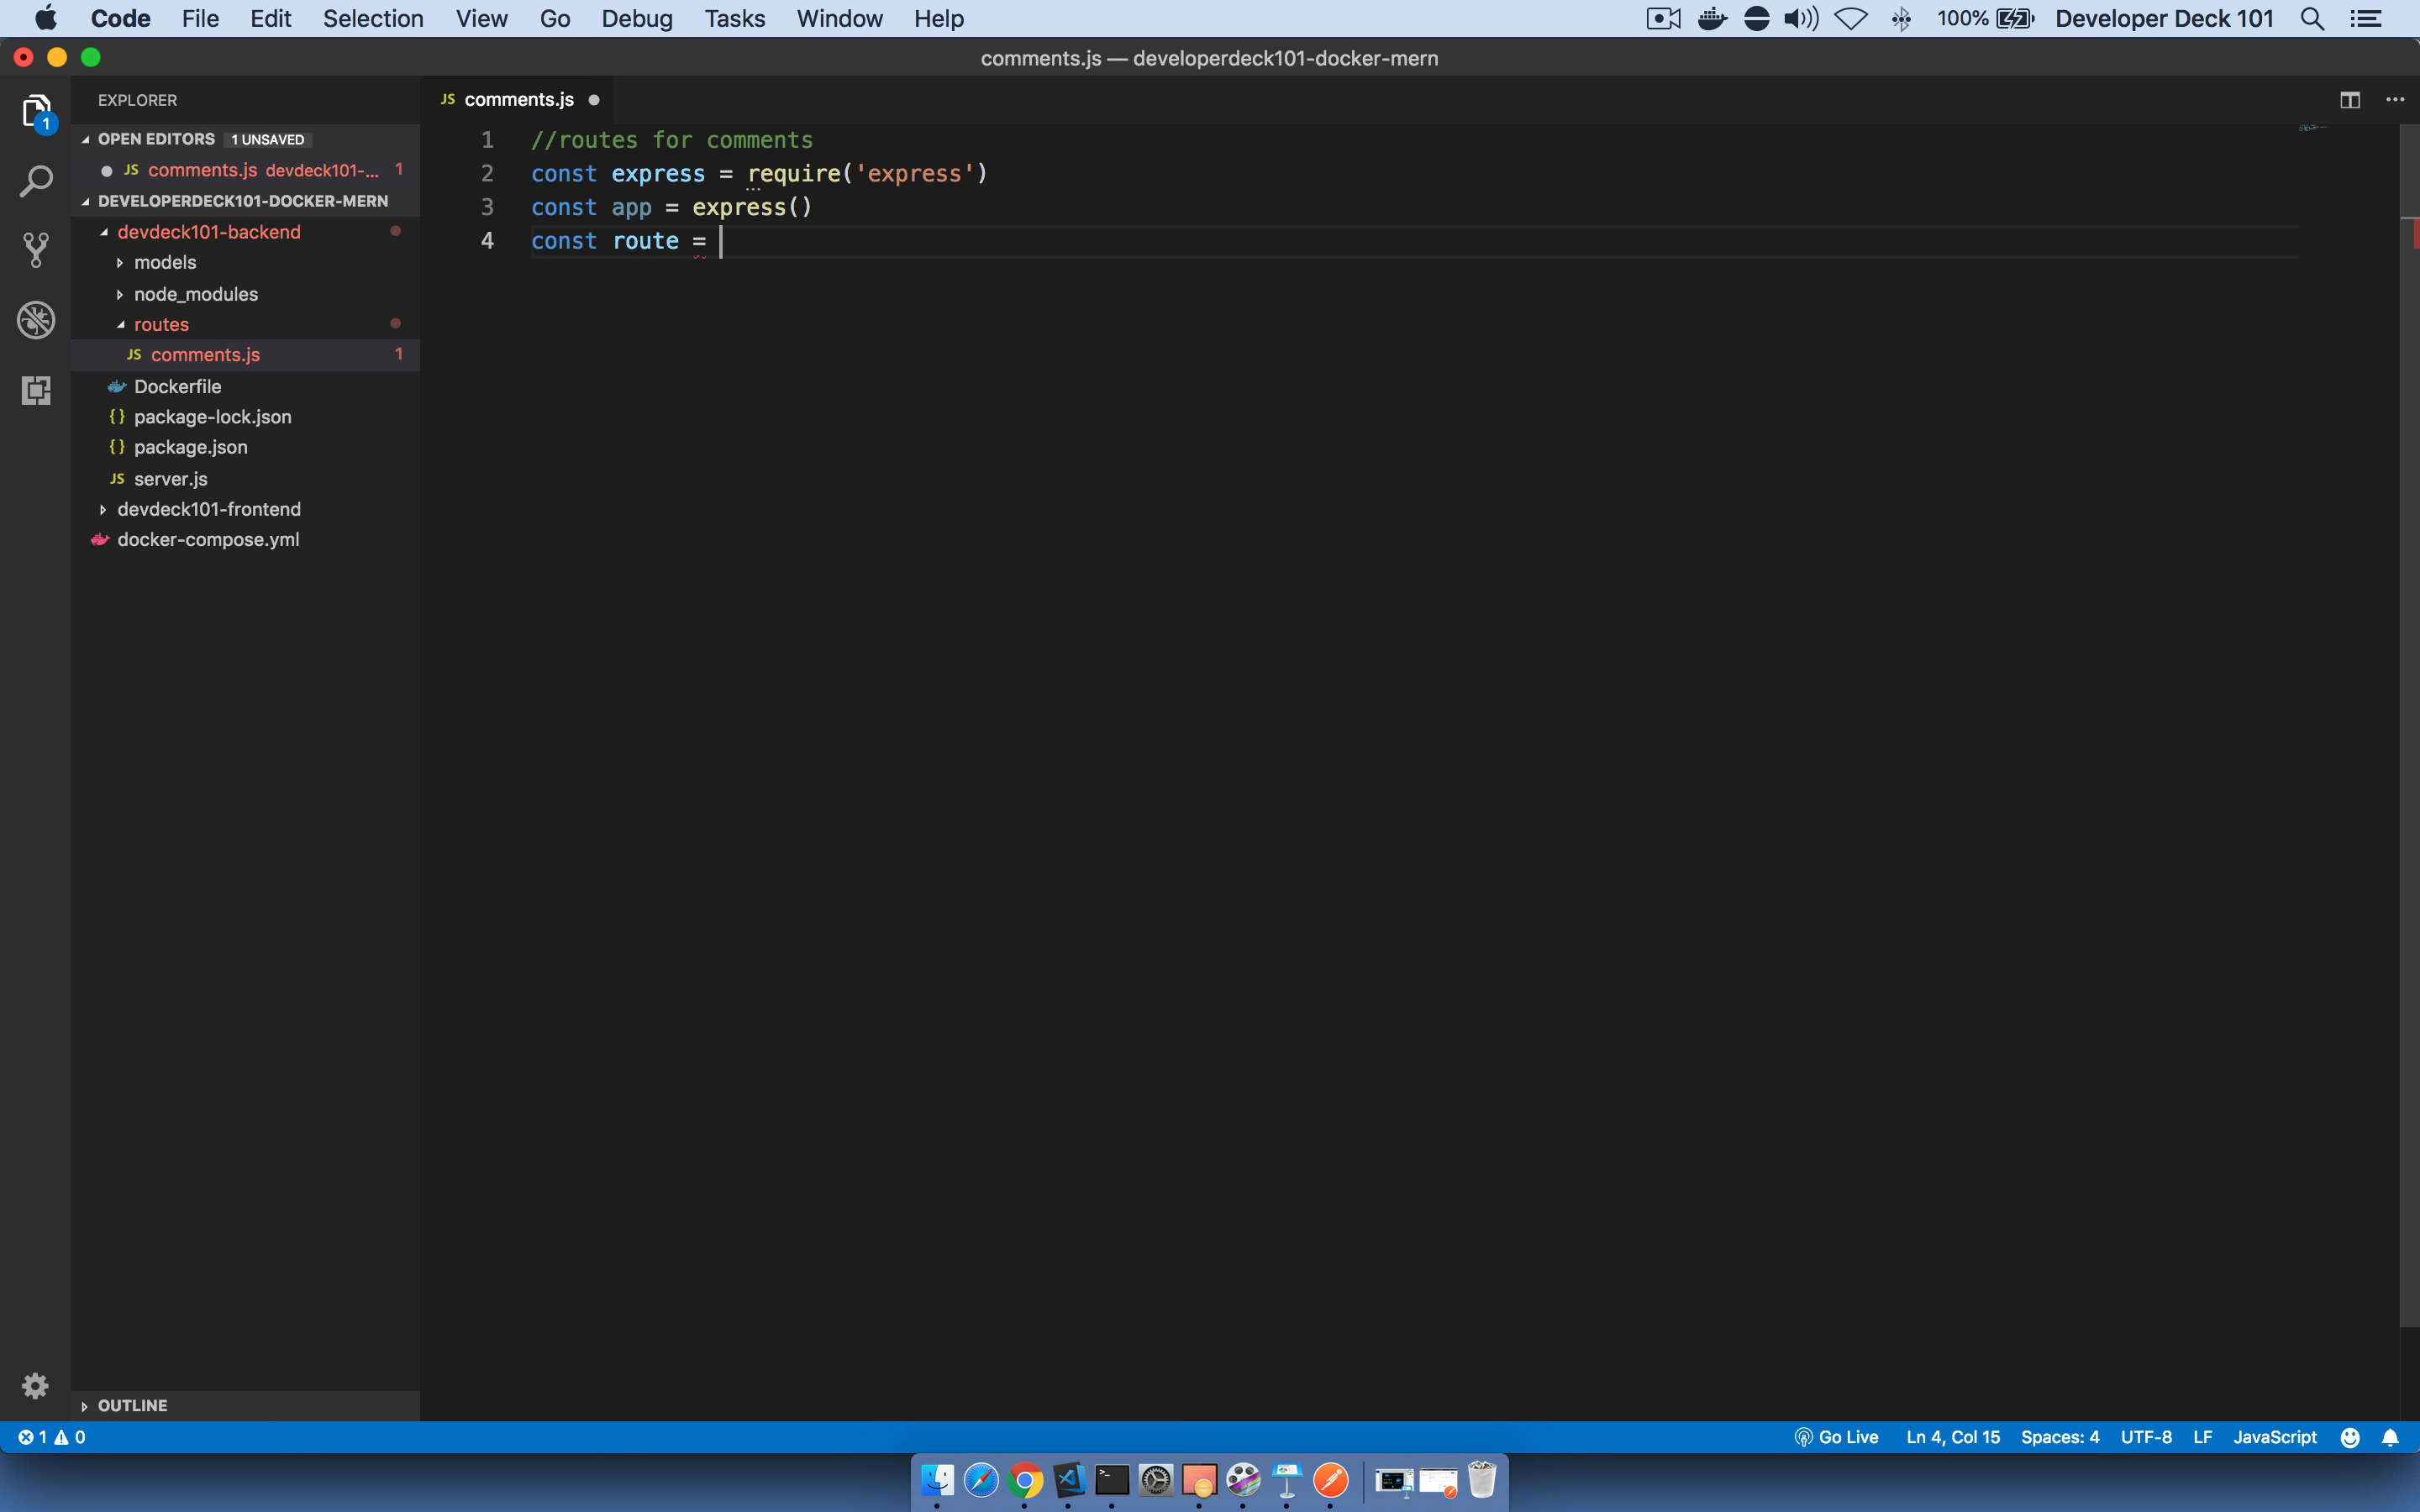 Code File Edit Selection View Go Debug Tasks Window Help 100% Developer Deck 101
comments.js — developerdeck101-docker-mern
EXPLORER
1
OPEN EDITORS 1 UNSAVED
JS comments.js devdeck101-... 1
DEVELOPERDECK101-DOCKER-MERN
devdeck101-backend
models
node_modules
routes
JS comments.js 1
Dockerfile
{} package-lock.json
{} package.json
JS server.js
devdeck101-frontend
docker-compose.yml
OUTLINE
JS comments.js
1 //routes for comments
2 const express = require('express')
3 const app = express()
4 const route =
1 0 Go Live Ln 4, Col 15 Spaces: 4 UTF-8 LF JavaScript